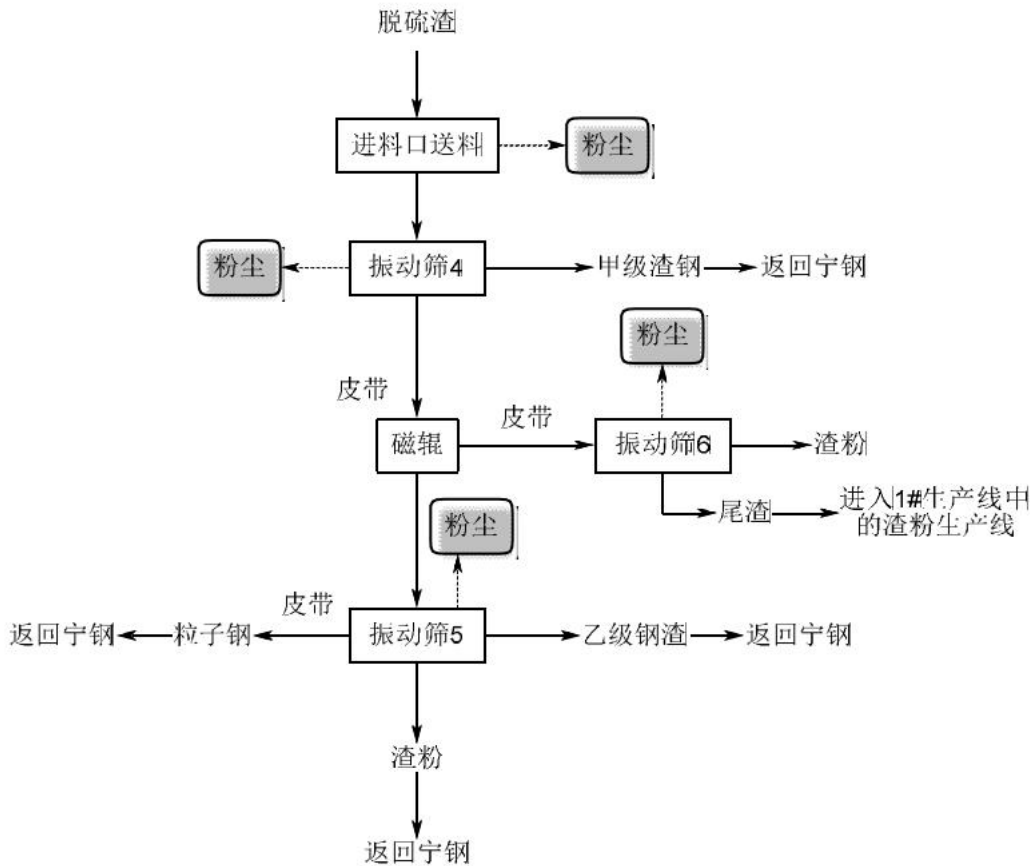 脱硫渣
进料口送料
粉尘
粉尘
振动筛4
甲级渣钢
返回宁钢
粉尘
皮带
磁辊
皮带
振动筛6
渣粉
尾渣
进入1#生产线中
的渣粉生产线
粉尘
返回宁钢
粒子钢
皮带
振动筛5
乙级钢渣
返回宁钢
渣粉
返回宁钢